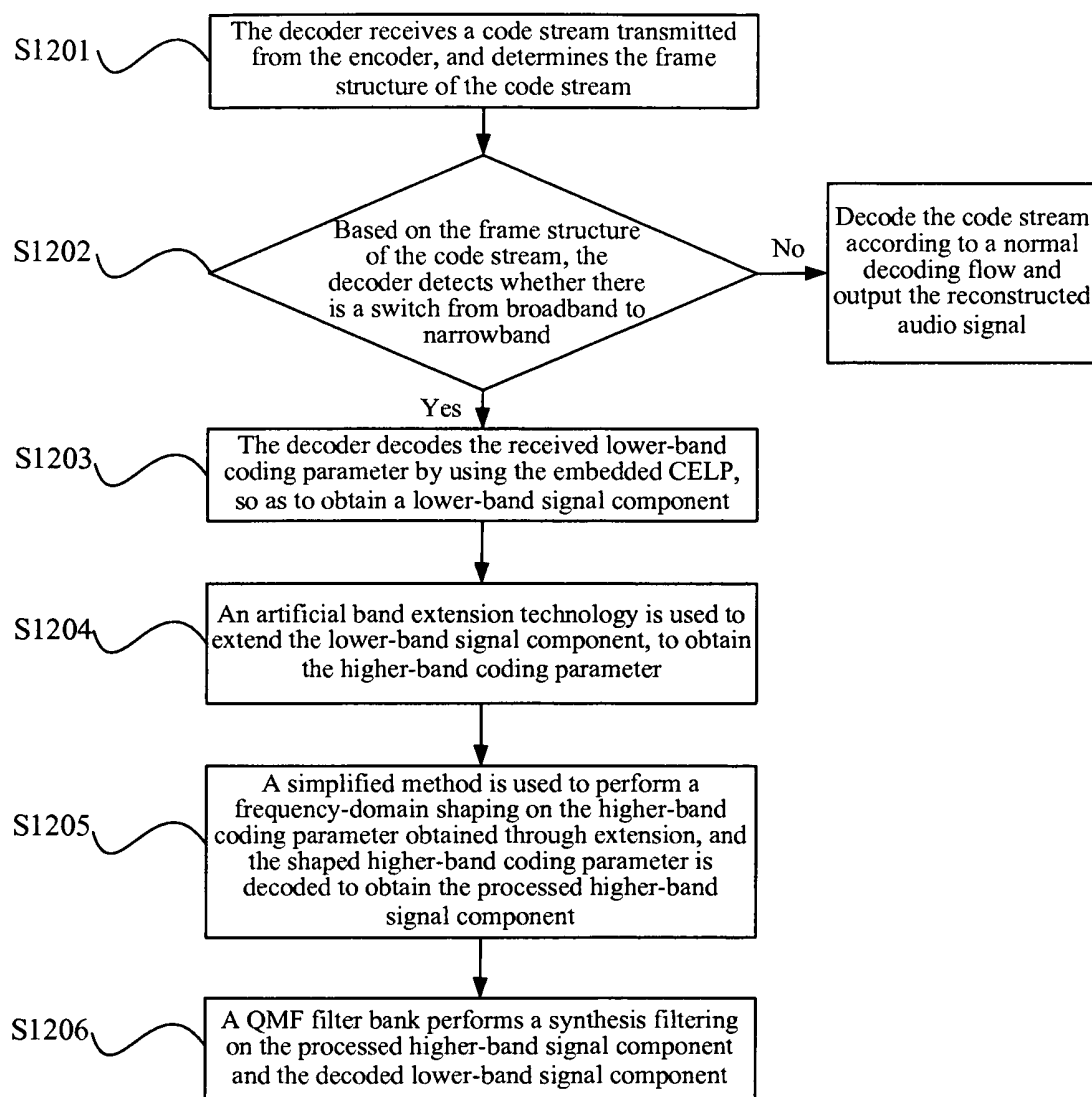 S1201
The decoder receives a code stream transmitted
from the encoder, and determines the frame
structure of the code stream
S1202
Based on the frame structure
of the code stream, the
decoder detects whether there
is a switch from broadband to
narrowband
No
Decode the code stream
according to a normal
decoding flow and
output the reconstructed
audio signal
Yes
S1203
The decoder decodes the received lower-band
coding parameter by using the embedded CELP,
so as to obtain a lower-band signal component
S1204
An artificial band extension technology is used to
extend the lower-band signal component, to obtain
the higher-band coding parameter
S1205
A simplified method is used to perform a
frequency-domain shaping on the higher-band
coding parameter obtained through extension, and
the shaped higher-band coding parameter is
decoded to obtain the processed higher-band
signal component
S1206
A QMF filter bank performs a synthesis filtering
on the processed higher-band signal component
and the decoded lower-band signal component